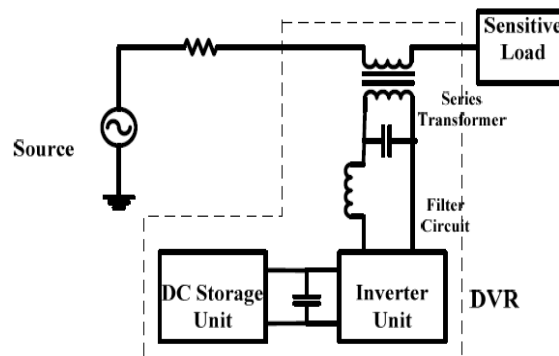 Sensitive
Load
Series
Transformer
Source
Filter
Circuit
DC Storage
Unit
Inverter
Unit
DVR